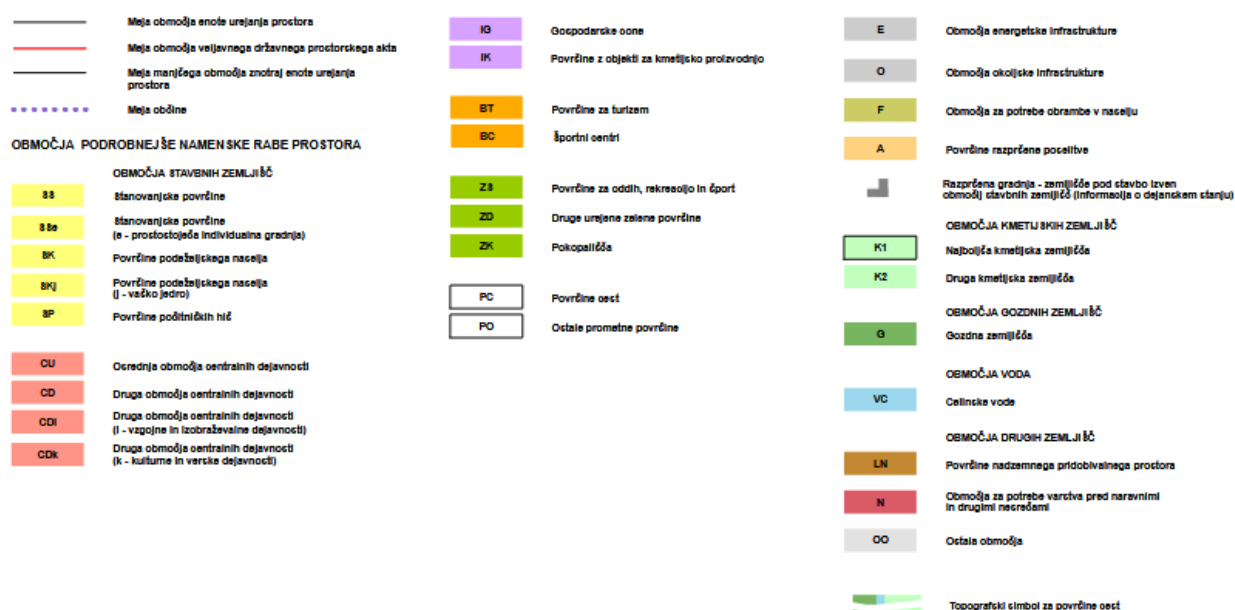 Meja območja enote urejanja prostora
Meja območja veljavnega državnega prostorskega akta
Meja manjšega območja znotraj enote urejanja
prostora
Meja občine
OBMOČJA PODROBNEJŠE NAMENSKE RABE PROSTORA
OBMOČJA STAVBNIH ZEMLJIŠČ
SS Stanovanjske površine
SSe Stanovanjske površine
(e - prostostoječa individualna gradnja)
SK Površine podeželjskega naselja
SKj Površine podeželjskega naselja
(j - vaško jedro)
SP Površine počitniških hiš
CU Osrednja območja centralnih dejavnosti
CD Druga območja centralnih dejavnosti
CDi Druga območja centralnih dejavnosti
(i - vzgojne in izobraževalne dejavnosti)
CDk Druga območja centralnih dejavnosti
(k - kulturne in verske dejavnosti)
IG Gospodarske cone
IK Površine z objekti za kmetijsko proizvodnjo
BT Površine za turizem
BC Športni centri
ZS Površine za oddih, rekreacijo in šport
ZD Druge urejene zelene površine
ZK Pokopališča
PC Površine cest
PO Ostale prometne površine
E Območja energetske infrastrukture
O Območja okoljske infrastrukture
F Območja za potrebe obrambe v naselju
A Površine razpršene poselitve
Razpršena gradnja - zemljišče pod stavbo izven
območij stavbnih zemljišč (informacija o dejanskem stanju)
OBMOČJA KMETIJSKIH ZEMLJIŠČ
K1 Najboljša kmetijska zemljišča
K2 Druga kmetijska zemljišča
OBMOČJA GOZDNIH ZEMLJIŠČ
G Gozdna zemljišča
OBMOČJA VODA
VC Celinske vode
OBMOČJA DRUGIH ZEMLJIŠČ
LN Površine nadzemnega pridobivalnega prostora
N Območja za potrebe varstva pred naravnimi
in drugimi nesrečami
OO Ostala območja
Topografski simbol za površine cest